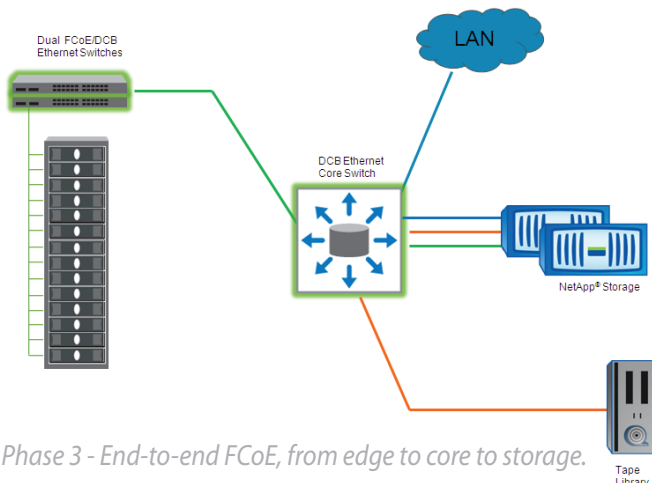 Dual FCoE/DCB
Ethernet Switches
LAN
DCB Ethernet
Core Switch
NetApp® Storage
Phase 3 - End-to-end FCoE, from edge to core to storage.
Tape
Library